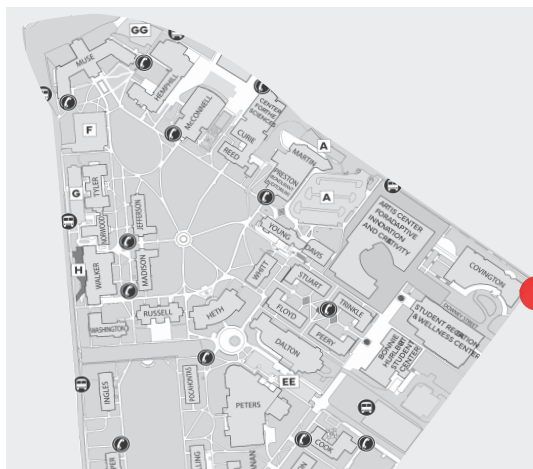 GG
MUSE
HEMPHILL
McCONNELL
CENTER
FOR THE
SCIENCES
CURIE
REED
F
A
MARTIN
PRESTON
BONDURANT
AUDITORIUM
A
G
TYLER
NORWOOD
JEFFERSON
YOUNG
DAVIS
ARTIS CENTER
FOR ADAPTIVE
INNOVATION
AND CREATIVITY
COVINGTON
H
WALKER
MADISON
WHITT
STUART
TRINKLE
FLOYD
PEERY
RUSSELL
HETH
WASHINGTON
DALTON
STUDENT RECREATION
& WELLNESS CENTER
BONNIE
HURLBURT
STUDENT
CENTER
INGLES
POCAHONTAS
EE
PETERS
COOK